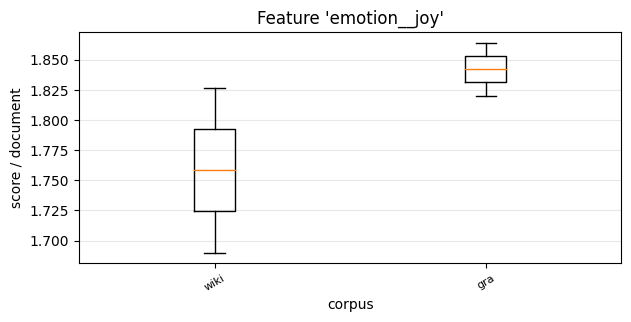 Feature 'emotion__joy'
score / document
1.850
1.825
1.800
1.775
1.750
1.725
1.700
wiki
gra
corpus